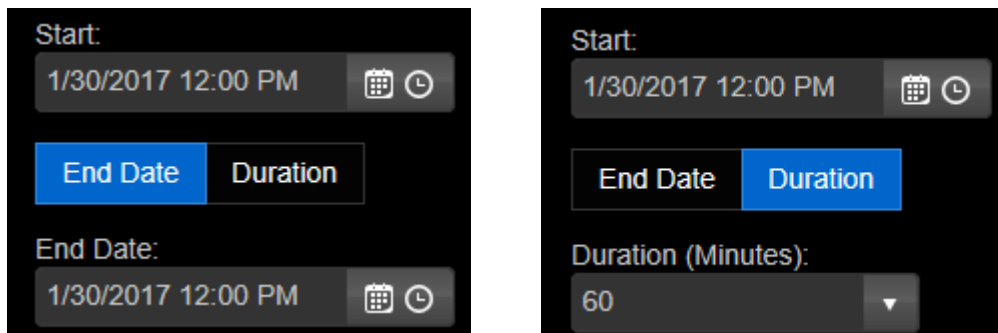 Start:
1/30/2017 12:00 PM
End Date Duration
End Date:
1/30/2017 12:00 PM
Start:
1/30/2017 12:00 PM
End Date Duration
Duration (Minutes):
60